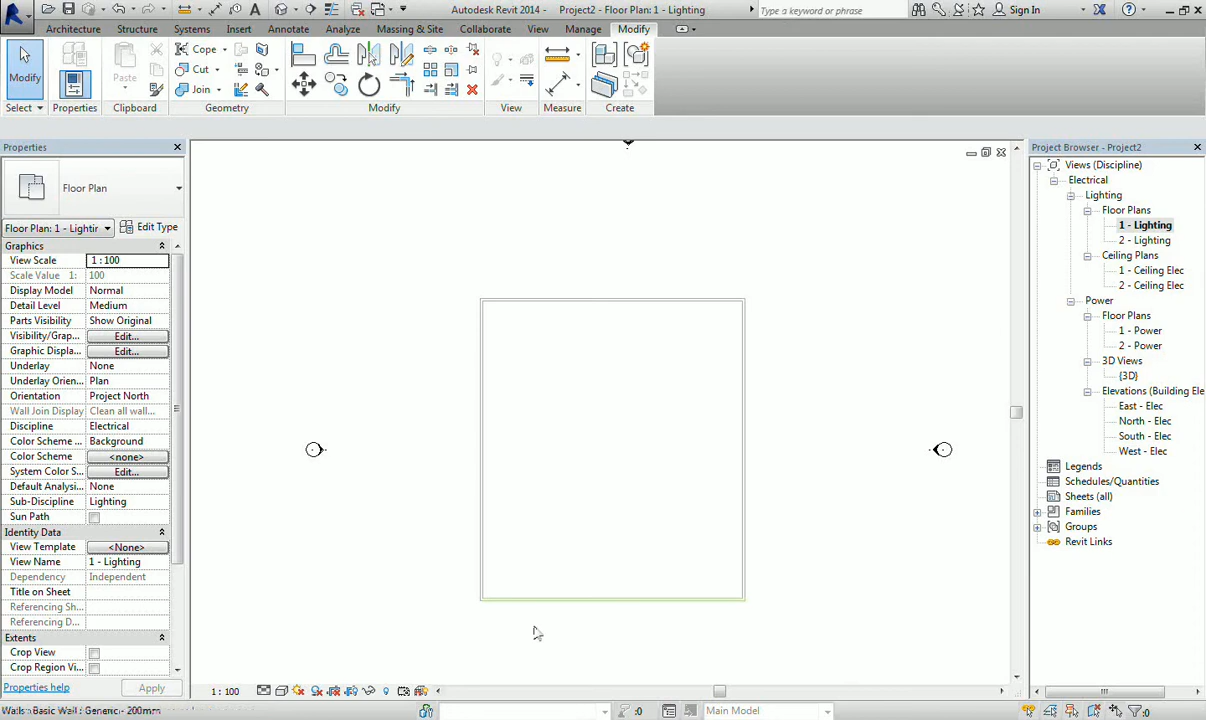 Autodesk Revit 2014 - Project2 - Floor Plan: 1 - Lighting
Type a keyword or phrase
Sign In
Architecture Structure Systems Insert Annotate Analyze Massing & Site Collaborate View Manage Modify
Modify
Paste
Cope
Cut
Join
Select Properties Clipboard Geometry Modify View Measure Create
Properties
Floor Plan
Floor Plan: 1 - Lightir
Edit Type
Graphics
View Scale 1 : 100
Scale Value 1: 100
Display Model Normal
Detail Level Medium
Parts Visibility Show Original
Visibility/Grap... Edit...
Graphic Displa... Edit...
Underlay None
Underlay Orien... Plan
Orientation Project North
Wall Join Display Clean all wall...
Discipline Electrical
Color Scheme ... Background
Color Scheme <none>
System Color S... Edit...
Default Analysi... None
Sub-Discipline Lighting
Sun Path
Identity Data
View Template <None>
View Name 1 - Lighting
Dependency Independent
Title on Sheet
Referencing Sh...
Referencing D...
Extents
Crop View
Crop Region Vi...
Properties help
Apply
1 : 100
Walls : Basic Wall : Generic - 200mm
:0
Main Model
:0
Project Browser - Project2
Views (Discipline)
Electrical
Lighting
Floor Plans
1 - Lighting
2 - Lighting
Ceiling Plans
1 - Ceiling Elec
2 - Ceiling Elec
Power
Floor Plans
1 - Power
2 - Power
3D Views
{3D}
Elevations (Building Ele
East - Elec
North - Elec
South - Elec
West - Elec
Legends
Schedules/Quantities
Sheets (all)
Families
Groups
Revit Links